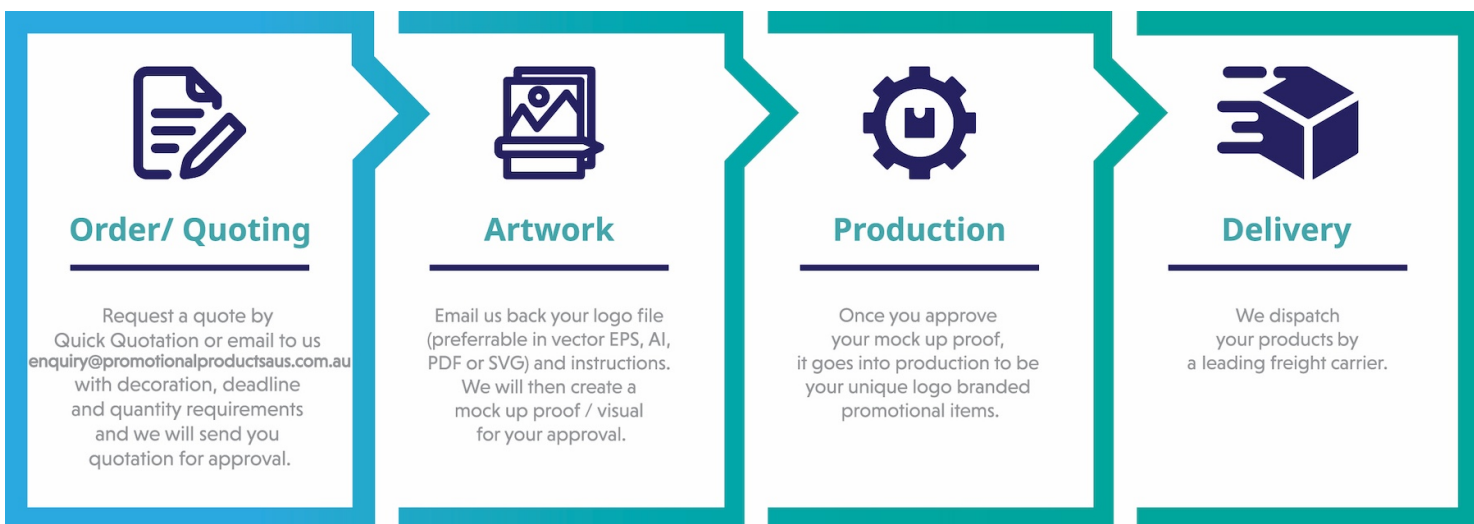 Order/ Quoting
Request a quote by
Quick Quotation or email to us
enquiry@promotionalproductsaus.com.au
with decoration, deadline
and quantity requirements
and we will send you
quotation for approval.
Artwork
Email us back your logo file
(preferrable in vector EPS, AI,
PDF or SVG) and instructions.
We will then create a
mock up proof / visual
for your approval.
Production
Once you approve
your mock up proof,
it goes into production to be
your unique logo branded
promotional items.
Delivery
We dispatch
your products by
a leading freight carrier.